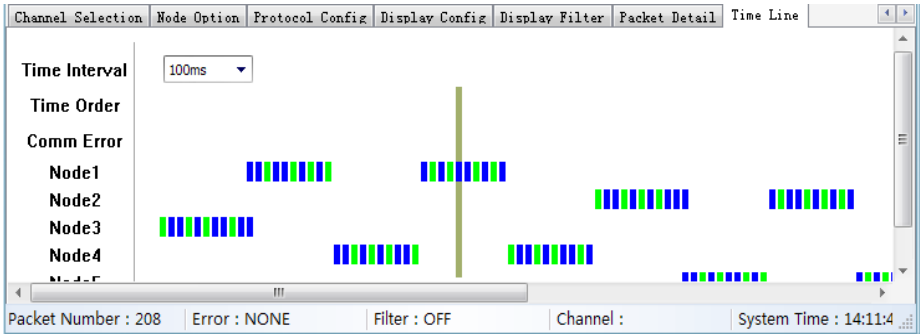 Channel Selection Node Option Protocol Config Display Config Display Filter Packet Detail Time Line
Time Interval 100ms
Time Order
Comm Error
Node1
Node2
Node3
Node4
Packet Number : 208 Error : NONE Filter : OFF Channel : System Time : 14:11:4